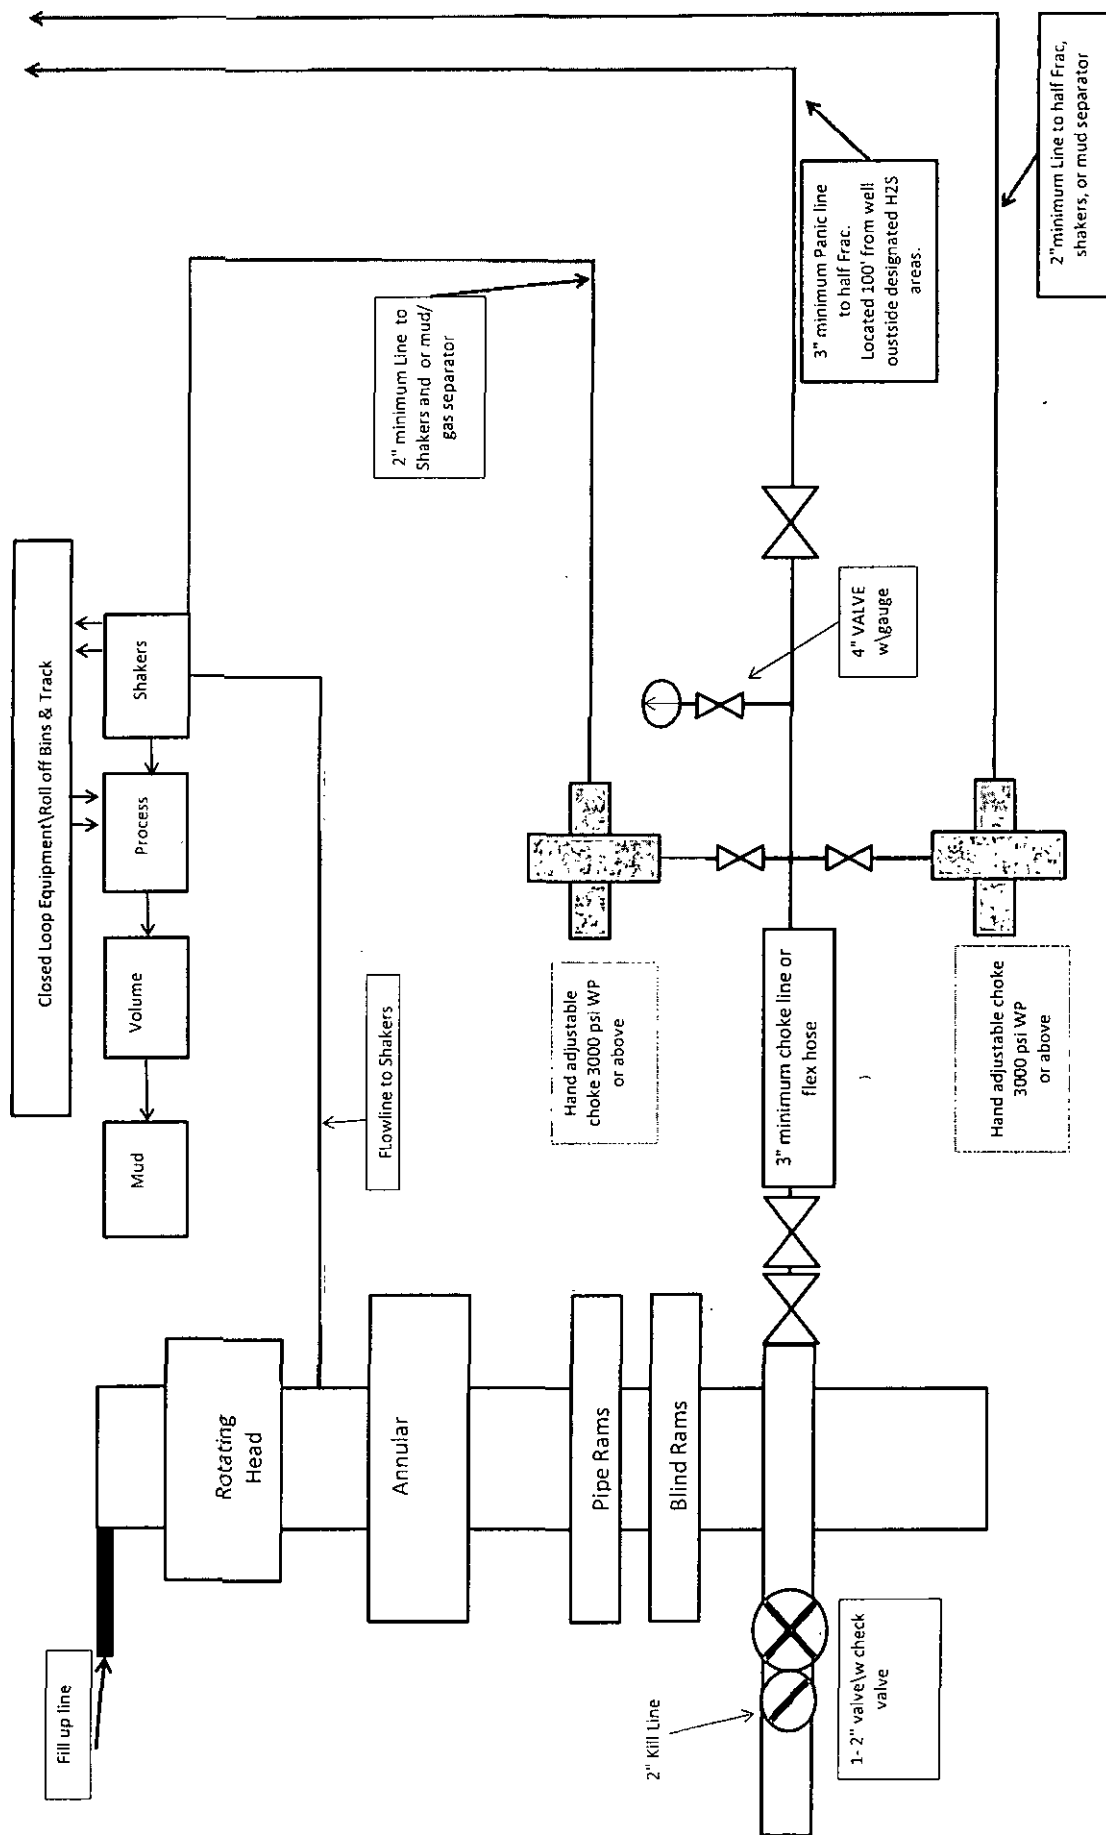 Fill up line
Rotating
Head
Annular
Pipe Rams
Blind Rams
2" Kill Line
1- 2" valve\w check
valve
Closed Loop Equipment\Roll off Bins & Track
Mud
Volume
Process
Shakers
Flowline to Shakers
2" minimum Line to
Shakers and or mud/
gas separator
Hand adjustable
choke 3000 psi WP
or above
3" minimum choke line or
flex hose
4" VALVE
w\gauge
3" minimum Panic line
to half Frac.
Located 100' from well
oustside designated H2S
areas.
Hand adjustable choke
3000 psi WP
or above
2"minimum Line to half Frac,
shakers, or mud separator